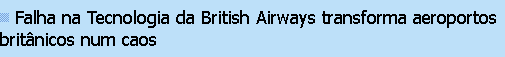 Falha na Tecnologia da British Airways transforma aeroportos
britânicos num caos